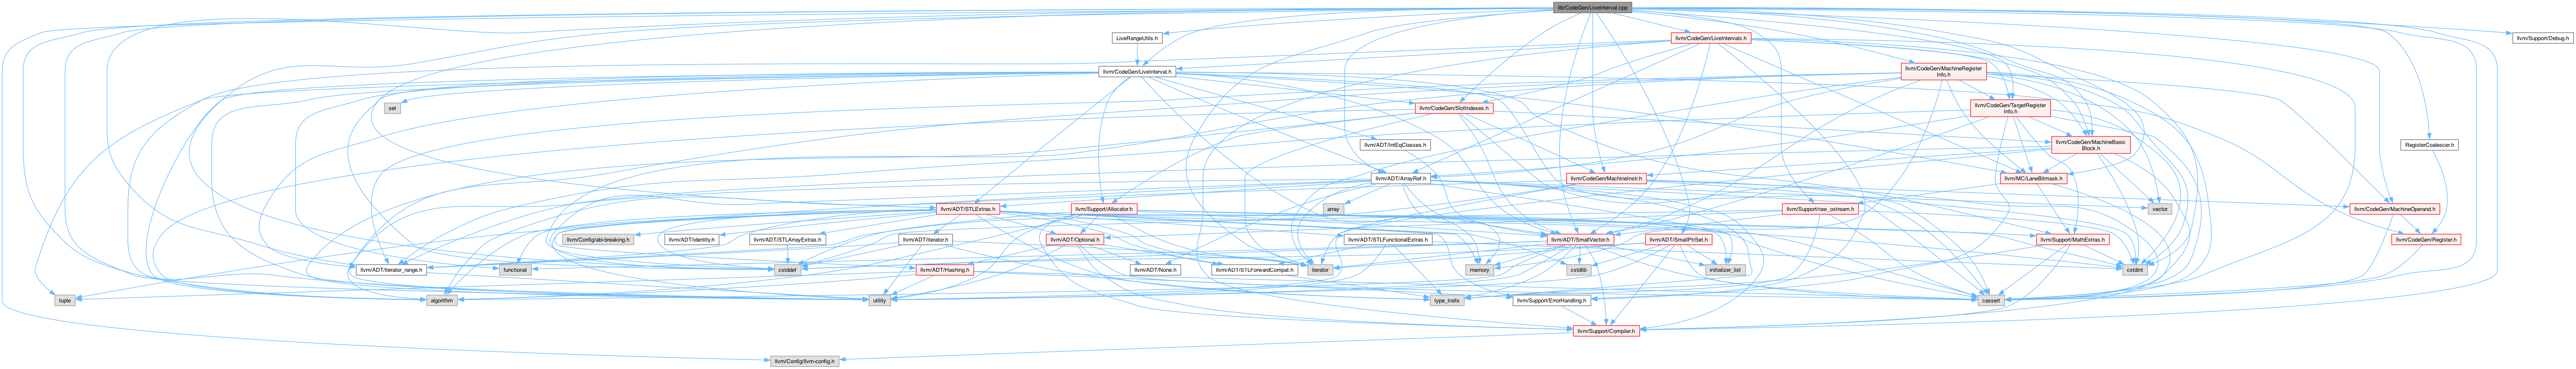 lib/CodeGen/LiveInterval.cpp
LiveRangeUtils.h
llvm/CodeGen/LiveIntervals.h
llvm/Support/Debug.h
llvm/CodeGen/LiveInterval.h
llvm/CodeGen/MachineRegister
Info.h
set
llvm/CodeGen/SlotIndexes.h
llvm/CodeGen/TargetRegister
Info.h
llvm/ADT/IntEqClasses.h
llvm/CodeGen/MachineBasic
Block.h
RegisterCoalescer.h
llvm/ADT/ArrayRef.h
llvm/CodeGen/MachineInstr.h
llvm/MC/LaneBitmask.h
llvm/ADT/STLExtras.h
llvm/Support/Allocator.h
array
llvm/Support/raw_ostream.h
vector
llvm/CodeGen/MachineOperand.h
llvm/Config/abi-breaking.h
llvm/ADT/identity.h
llvm/ADT/STLArrayExtras.h
llvm/ADT/iterator.h
llvm/ADT/Optional.h
llvm/ADT/STLFunctionalExtras.h
llvm/ADT/SmallVector.h
llvm/ADT/SmallPtrSet.h
llvm/Support/MathExtras.h
llvm/CodeGen/Register.h
llvm/ADT/iterator_range.h
functional
cstddef
llvm/ADT/Hashing.h
llvm/ADT/None.h
llvm/ADT/STLForwardCompat.h
iterator
memory
cstdlib
initializer_list
cstdint
tuple
algorithm
utility
type_traits
llvm/Support/ErrorHandling.h
cassert
llvm/Support/Compiler.h
llvm/Config/llvm-config.h